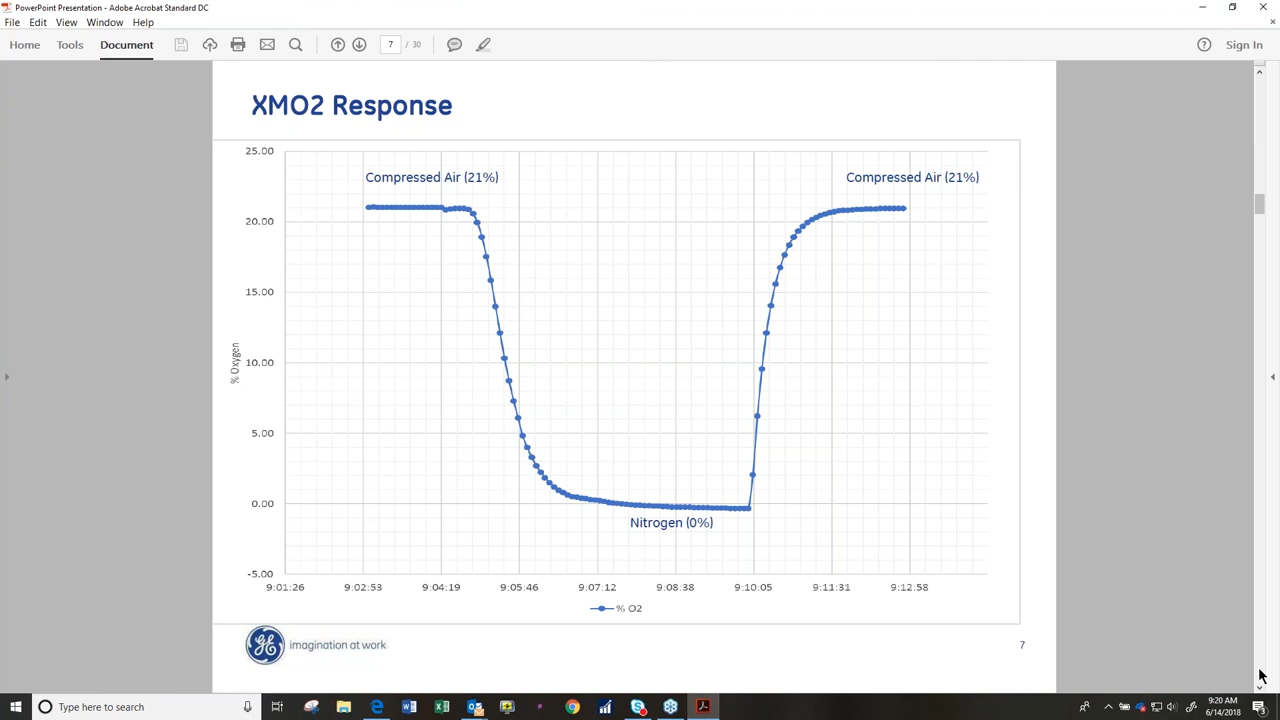 PowerPoint Presentation - Adobe Acrobat Standard DC
File Edit View Window Help
Home Tools Document 7 / 30 Sign In
XMO2 Response
25.00
Compressed Air (21%) Compressed Air (21%)
20.00
15.00
% Oxygen
10.00
5.00
0.00
Nitrogen (0%)
-5.00
9:01:26 9:02:53 9:04:19 9:05:46 9:07:12 9:08:38 9:10:05 9:11:31 9:12:58
% O2
GE imagination at work 7
Type here to search
9:20 AM
6/14/2018